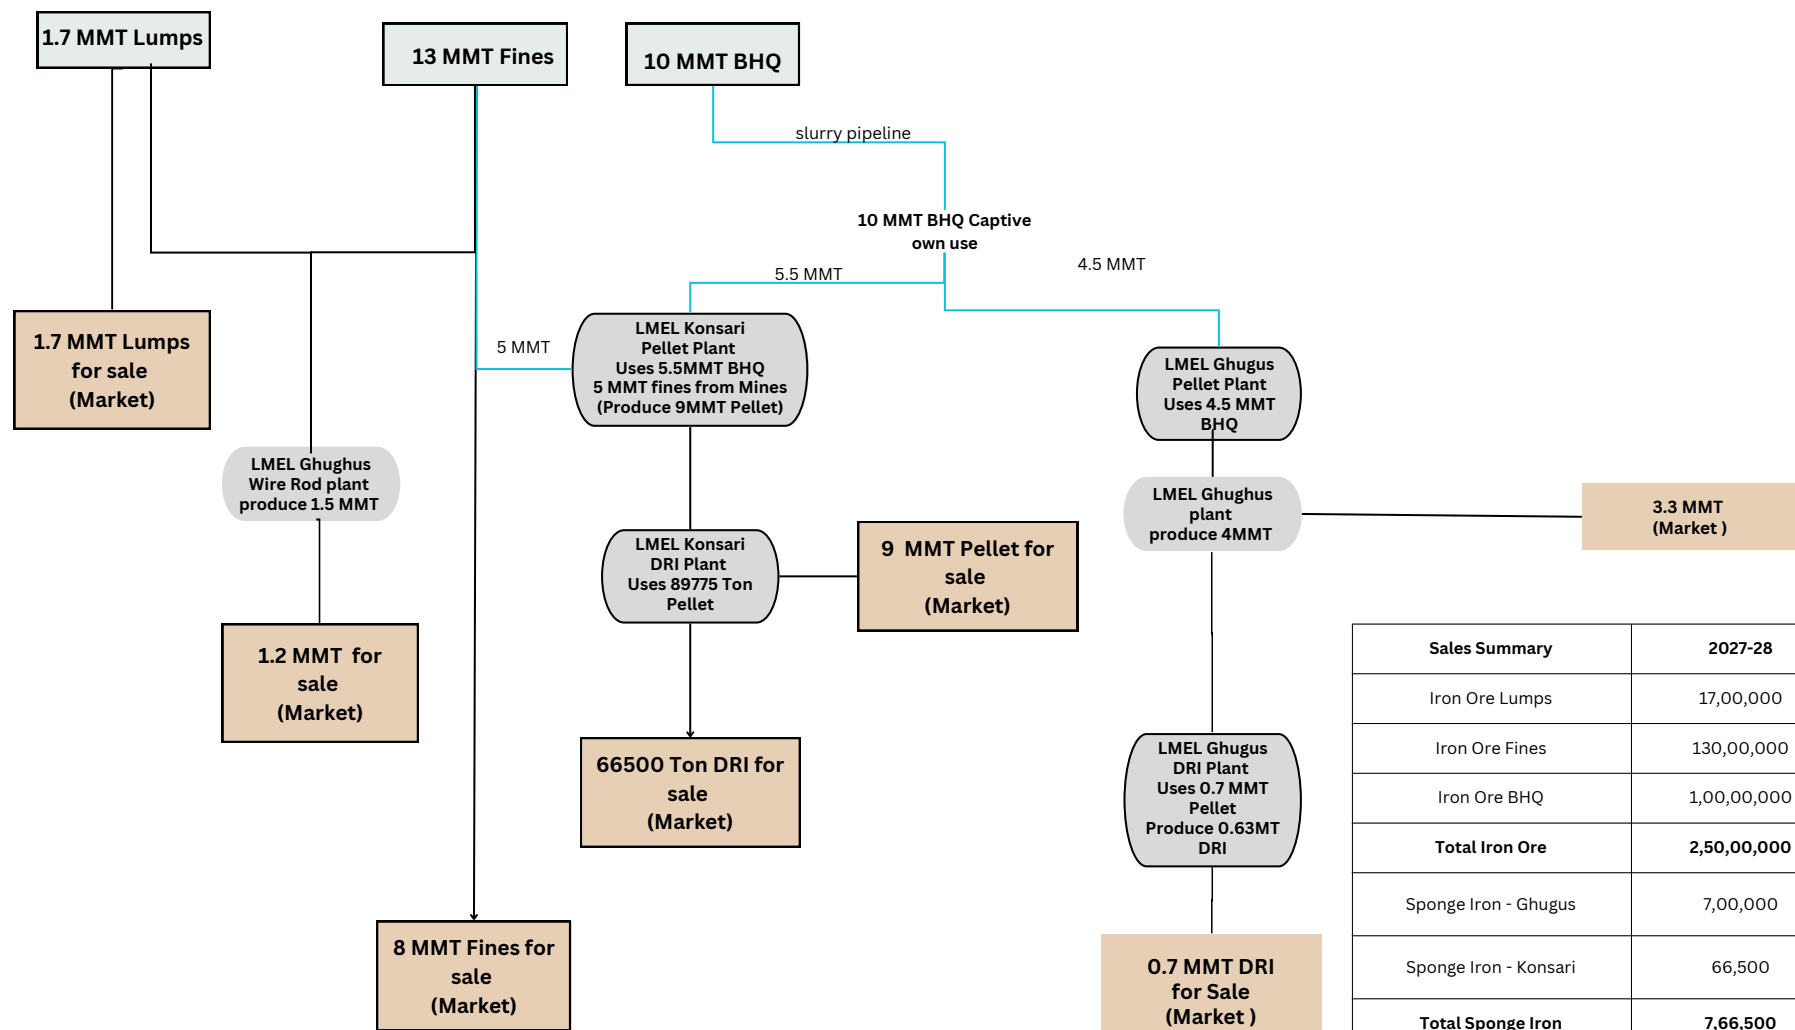 1.7 MMT Lumps
13 MMT Fines
10 MMT BHQ
slurry pipeline
10 MMT BHQ Captive
own use
5.5 MMT
4.5 MMT
1.7 MMT Lumps
for sale
(Market)
5 MMT
LMEL Konsari
Pellet Plant
Uses 5.5MMT BHQ
5 MMT fines from Mines
(Produce 9MMT Pellet)
LMEL Ghugus
Pellet Plant
Uses 4.5 MMT
BHQ
LMEL Ghughus
Wire Rod plant
produce 1.5 MMT
LMEL Ghughus
plant
produce 4MMT
3.3 MMT
(Market )
LMEL Konsari
DRI Plant
Uses 89775 Ton
Pellet
9 MMT Pellet for
sale
(Market)
1.2 MMT for
sale
(Market)
66500 Ton DRI for
sale
(Market)
LMEL Ghugus
DRI Plant
Uses 0.7 MMT
Pellet
Produce 0.63MT
DRI
8 MMT Fines for
sale
(Market)
0.7 MMT DRI
for Sale
(Market )
Sales Summary 2027-28
Iron Ore Lumps 17,00,000
Iron Ore Fines 130,00,000
Iron Ore BHQ 1,00,00,000
Total Iron Ore 2,50,00,000
Sponge Iron - Ghugus 7,00,000
Sponge Iron - Konsari 66,500
Total Sponge Iron 7,66,500